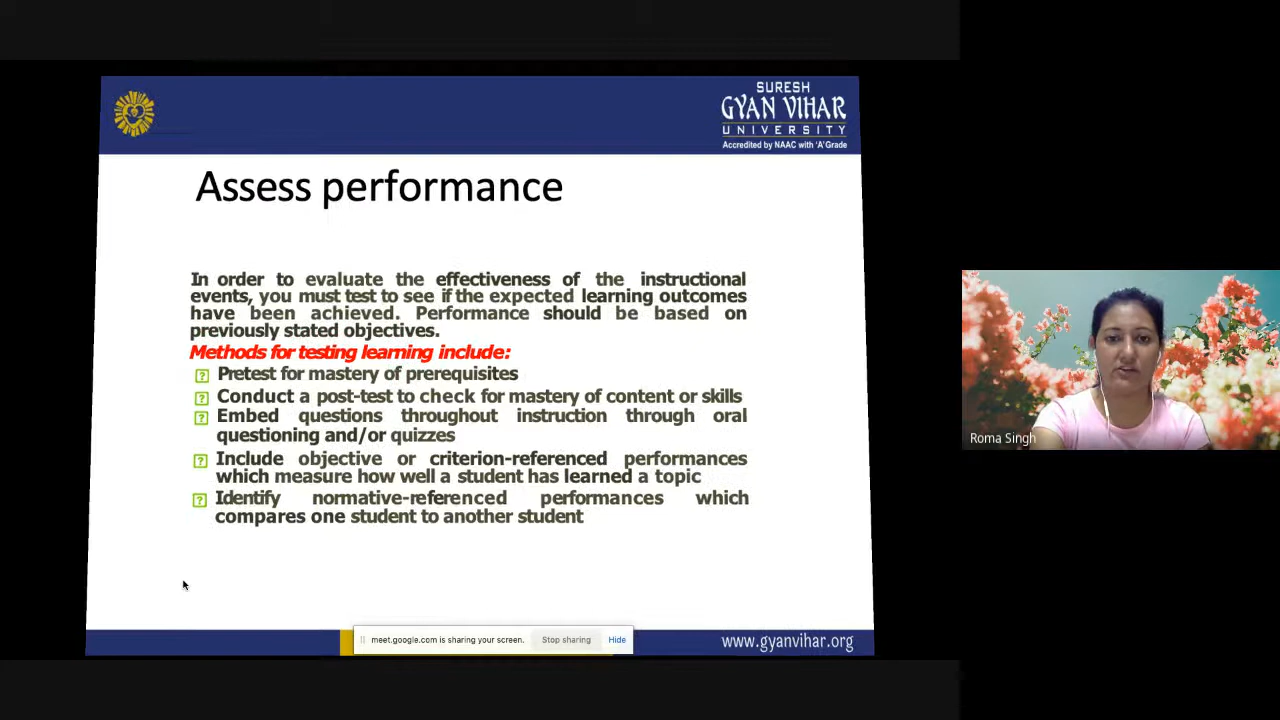 SURESH
GYAN VIHAR
UNIVERSITY
Accredited by NAAC with 'A' Grade
Assess performance
In order to evaluate the effectiveness of the instructional
events, you must test to see if the expected learning outcomes
have been achieved. Performance should be based on
previously stated objectives.
Methods for testing learning include:
Pretest for mastery of prerequisites
Conduct a post-test to check for mastery of content or skills
Embed questions throughout instruction through oral
questioning and/or quizzes
Include objective or criterion-referenced performances
which measure how well a student has learned a topic
Identify normative-referenced performances which
compares one student to another student
Roma Singh
meet.google.com is sharing your screen. Stop sharing Hide
www.gyanvihar.org